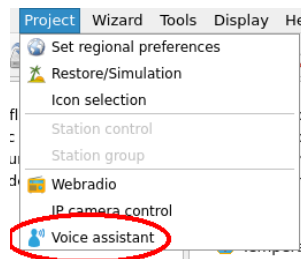 Project Wizard Tools Display He
Set regional preferences
Restore/Simulation
Icon selection
Station control
Station group
Webradio
IP camera control
Voice assistant